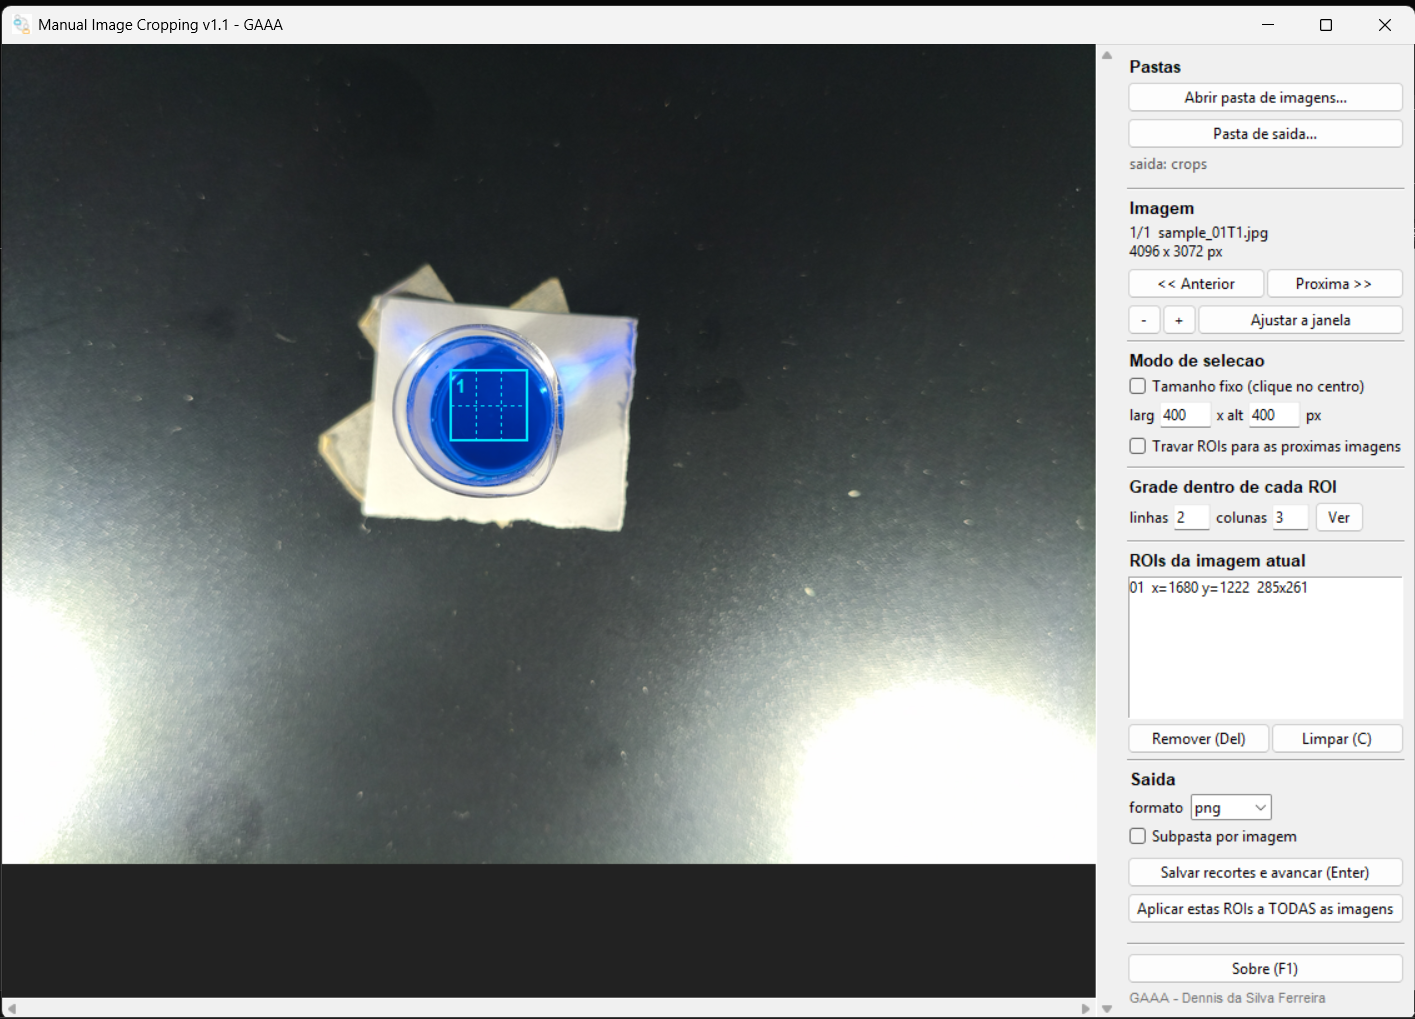 Manual Image Cropping v1.1 - GAAA
1
Pastas
Abrir pasta de imagens...
Pasta de saida...
saida: crops
Imagem
1/1 sample_01T1.jpg
4096 x 3072 px
<< Anterior
Proxima >>
-
+
Ajustar a janela
Modo de selecao
Tamanho fixo (clique no centro)
larg 400 x alt 400 px
Travar ROIs para as proximas imagens
Grade dentro de cada ROI
linhas 2 colunas 3 Ver
ROIs da imagem atual
01 x=1680 y=1222 285x261
Remover (Del)
Limpar (C)
Saida
formato png
Subpasta por imagem
Salvar recortes e avancar (Enter)
Aplicar estas ROIs a TODAS as imagens
Sobre (F1)
GAAA - Dennis da Silva Ferreira